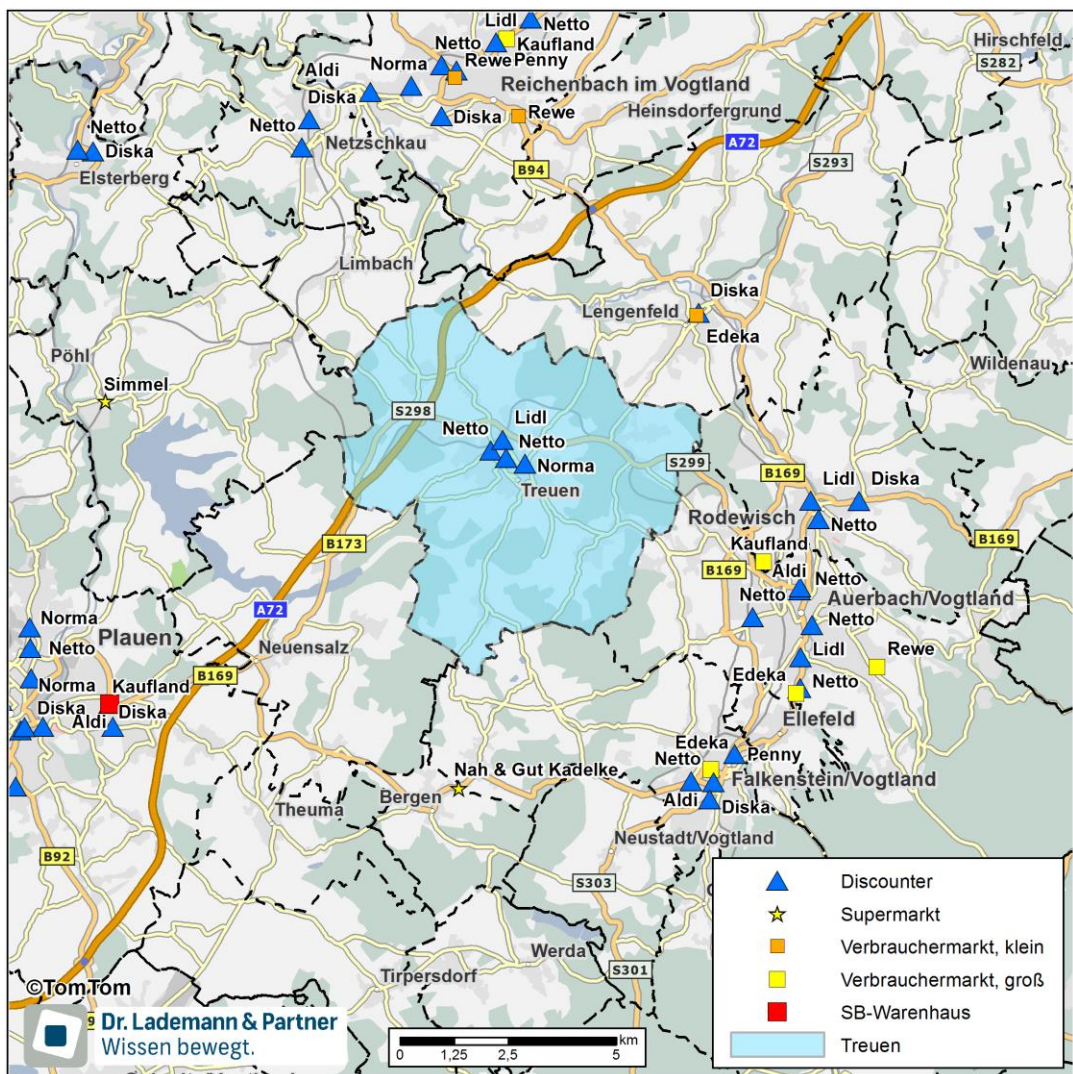 Lidl
Netto
Hirschfeld
Netto
Kaufland
S282
Norma
Rewe
Penny
Aldi
Reichenbach im Vogtland
Diska
Heinsdorfergrund
Netto
Diska
Rewe
Netto
Netzschkau
A72
Diska
S293
Elsterberg
B94
Limbach
Diska
Lengenfeld
Edeka
Pöhl
Wildenau
Simmel
S298
Lidl
Netto
Netto
Norma
S299
Treuen
B169
Lidl
Diska
Rodewisch
Netto
B173
Kaufland
B169
B169
Aldi
Netto
A72
Netto
Auerbach/Vogtland
Norma
Plauen
Netto
Netto
Neuensalz
Lidl
Rewe
B169
Norma
Kaufland
Edeka
Netto
Diska
Aldi
Diska
Ellefeld
Edeka
Penny
Netto
Nah & Gut Kadelke
Falkenstein/Vogtland
Bergen
Aldi
Diska
Theuma
Neustadt/Vogtland
B92
S303
Werda
S301
Tirpersdorf
Discounter
Supermarkt
Verbrauchermarkt, klein
Verbrauchermarkt, groß
SB-Warenhaus
Treuen
©TomTom
Dr. Lademann & Partner
Wissen bewegt.
km
0 1,25 2,5 5